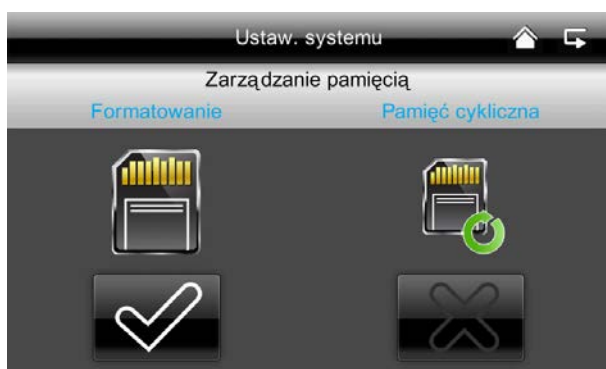 Ustaw. systemu
Zarządzanie pamięcią
Formatowanie Pamięć cykliczna